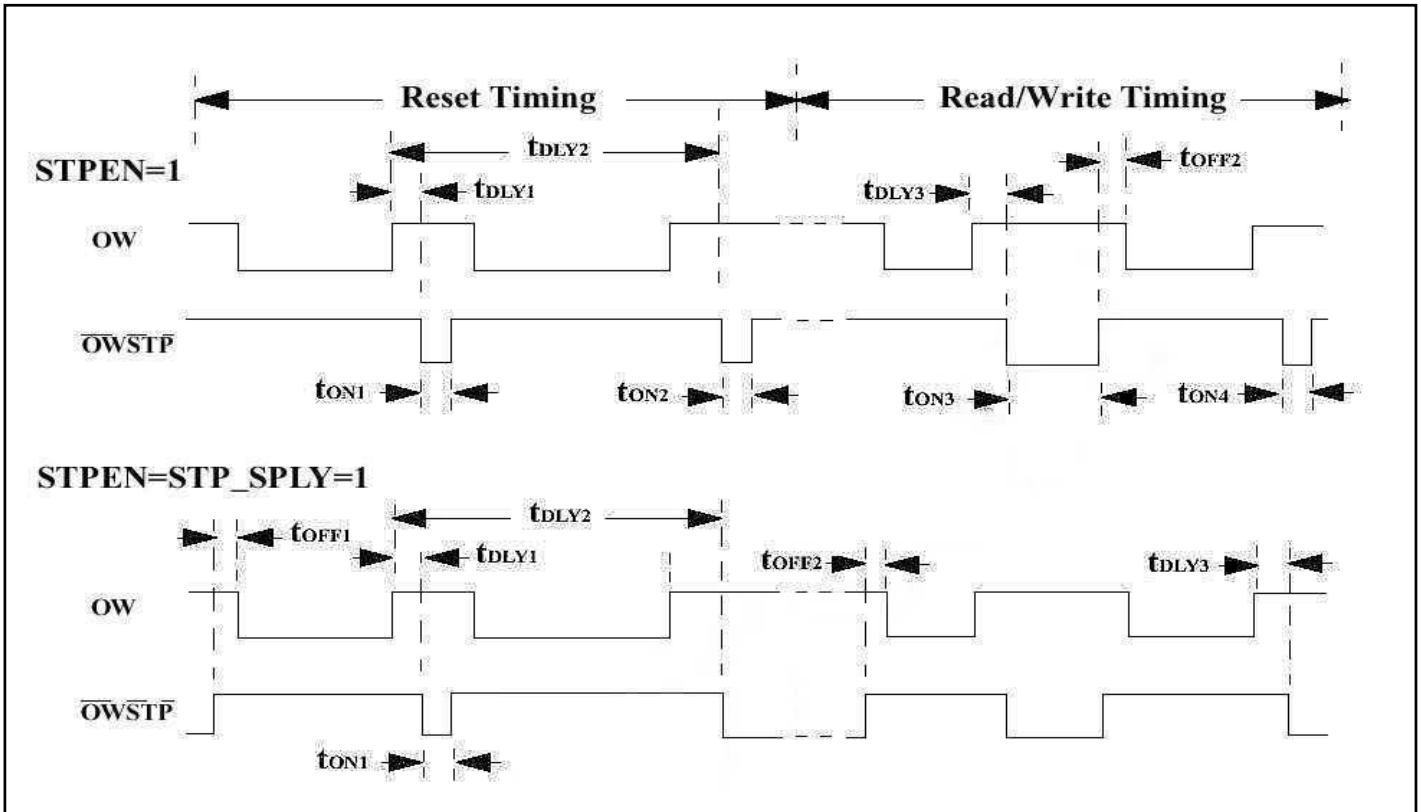 Reset Timing Read/Write Timing
tDLY2 tOFF2
STPEN=1
tDLY1 tDLY3
OW
OWSTP
tON1 tON2 tON3 tON4
STPEN=STP_SPLY=1
tDLY2
tOFF1 tDLY1 tOFF2 tDLY3
OW
OWSTP
tON1